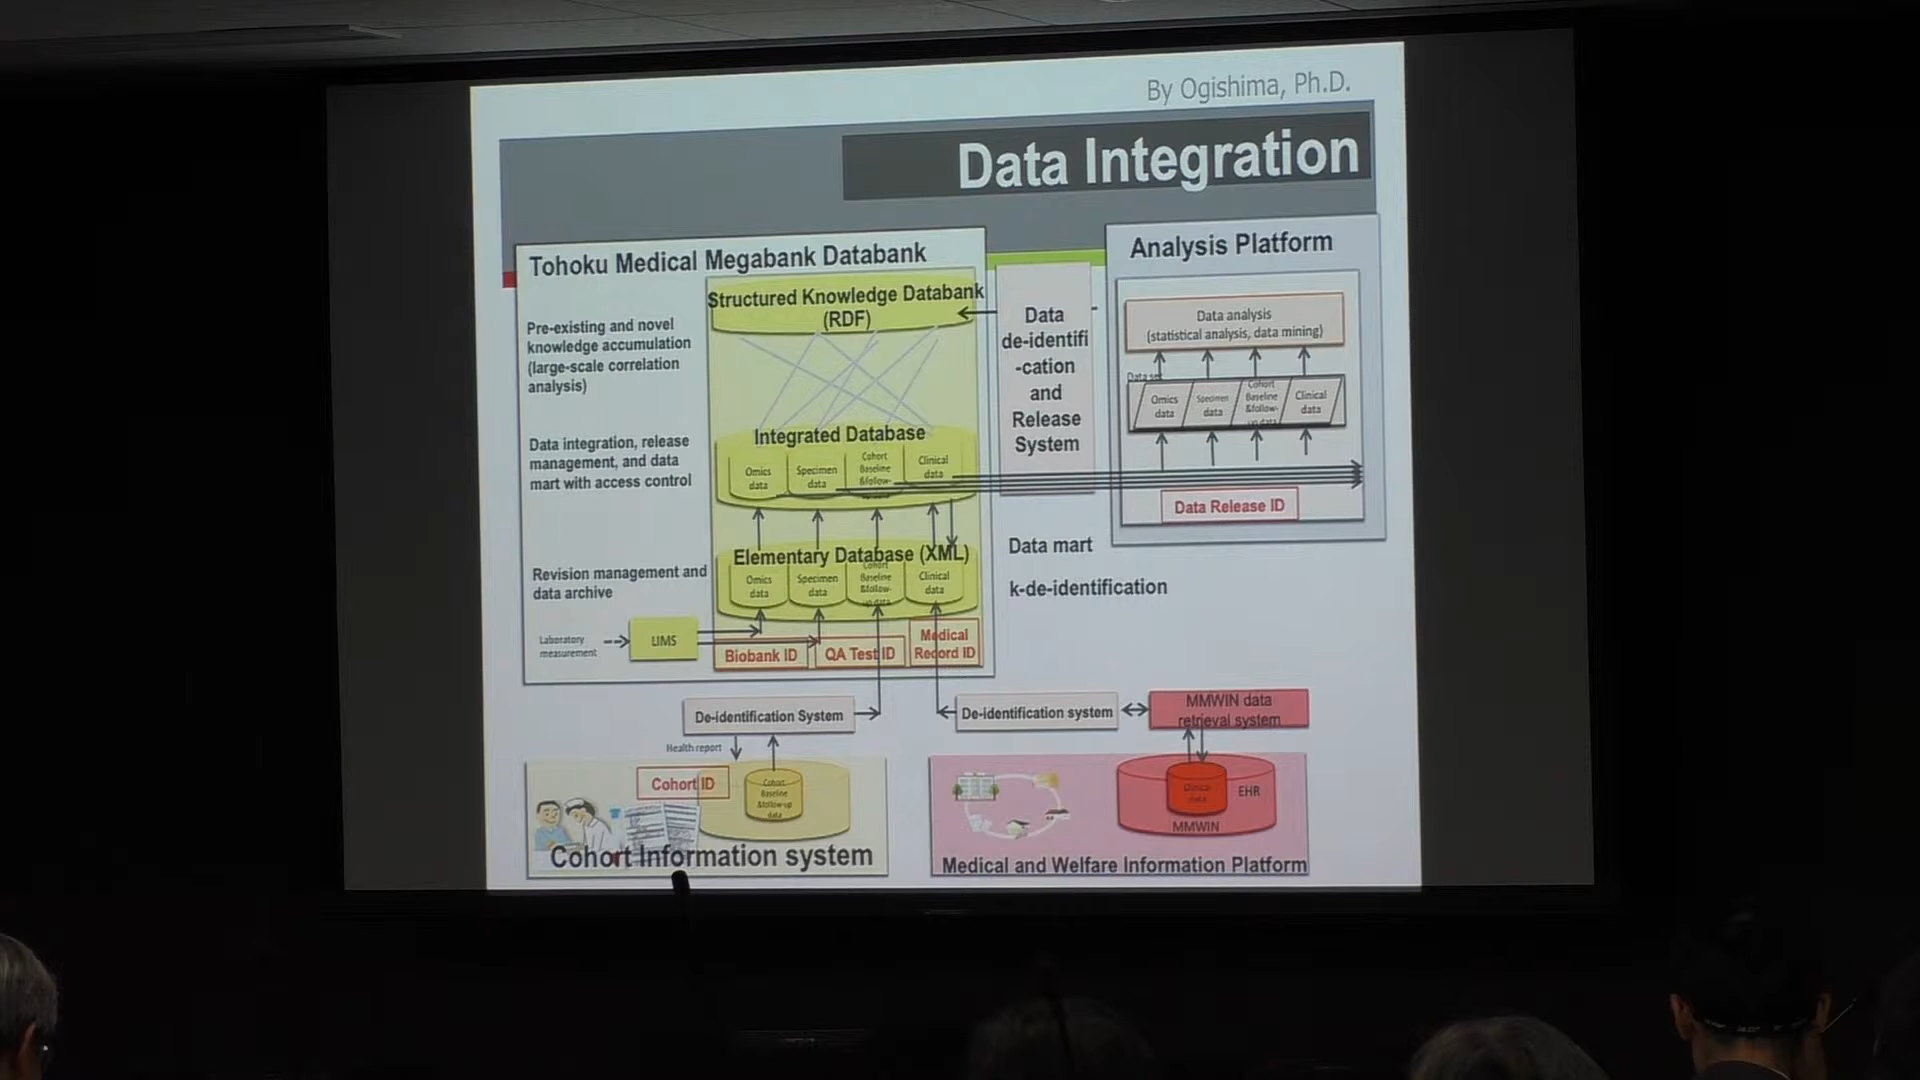 By Ogishima, Ph.D.
Data Integration
Tohoku Medical Megabank Databank
Structured Knowledge Databank
(RDF)
Pre-existing and novel
knowledge accumulation
(large-scale correlation
analysis)
Integrated Database
Omics
data
Specimen
data
Cohort
Baseline
&follow-
Clinical
data
Data integration, release
management, and data
mart with access control
Elementary Database (XML)
Omics
data
Specimen
data
Cohort
Baseline
&follow-
up data
Clinical
data
Revision management and
data archive
Laboratory
measurement
LIMS
Biobank ID
QA Test ID
Medical
Record ID
Data
de-identifi
-cation
and
Release
System
Analysis Platform
Data analysis
(statistical analysis, data mining)
Data set
Omics
data
Specimen
data
Cohort
Baseline
&follow-
up data
Clinical
data
Data Release ID
Data mart
k-de-identification
De-identification System
Health report
Cohort ID
Cohort
Baseline
&follow-up
data
Cohort Information system
De-identification system
MMWIN data
retrieval system
Clinical
data
EHR
MMWIN
Medical and Welfare Information Platform